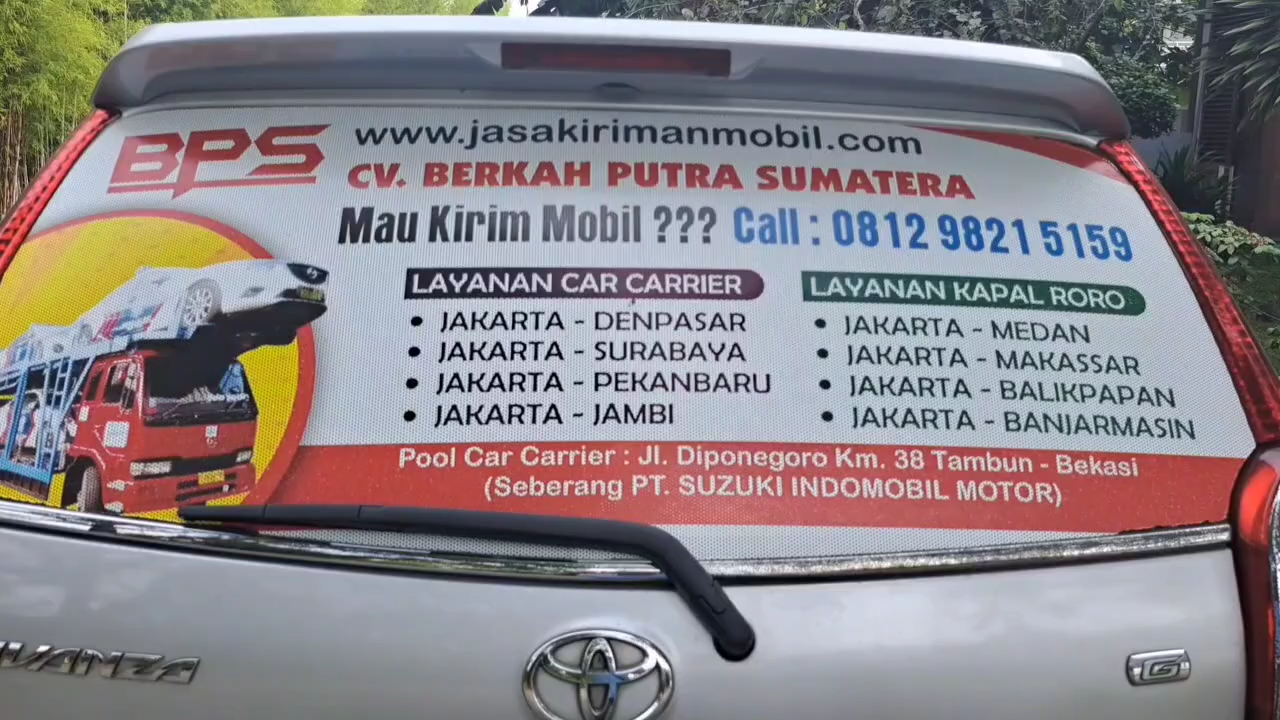 BPS
www.jasakirimanmobil.com
CV. BERKAH PUTRA SUMATERA
Mau Kirim Mobil ??? Call : 0812 9821 5159
LAYANAN CAR CARRIER
• JAKARTA - DENPASAR
• JAKARTA - SURABAYA
• JAKARTA - PEKANBARU
• JAKARTA - JAMBI
LAYANAN KAPAL RORO
• JAKARTA - MEDAN
• JAKARTA - MAKASSAR
• JAKARTA - BALIKPAPAN
• JAKARTA - BANJARMASIN
Pool Car Carrier : Jl. Diponegoro Km. 38 Tambun - Bekasi
(Seberang PT. SUZUKI INDOMOBIL MOTOR)
AVANZA
G